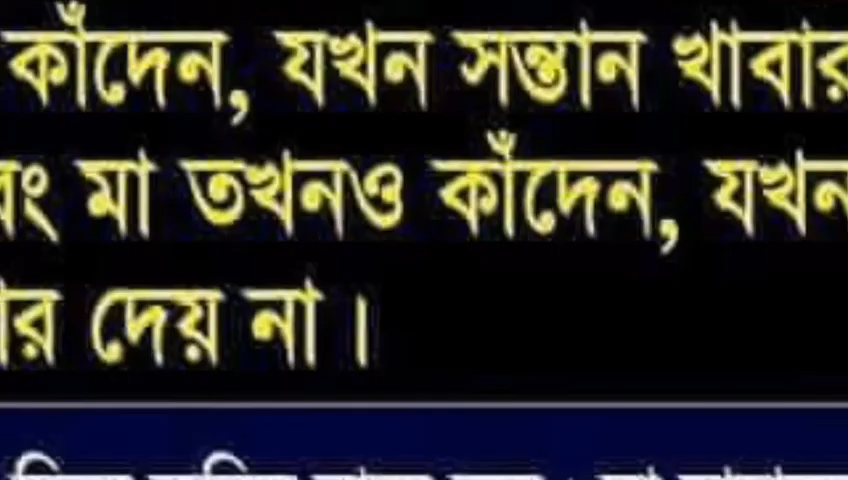 কাঁদেন, যখন সন্তান খাবার
বং মা তখনও কাঁদেন, যখন
ার দেয় না।